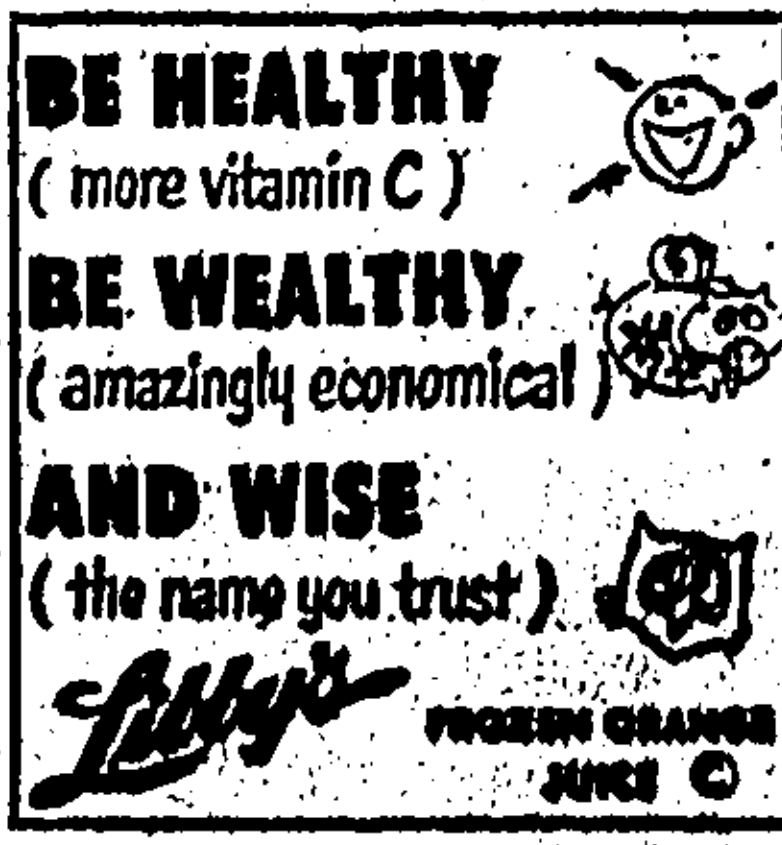 BE HEALTHY
( more vitamin C )
BE WEALTHY
( amazingly economical )
AND WISE
( the name you trust )
Libby's
FROZEN ORANGE
JUICE ©